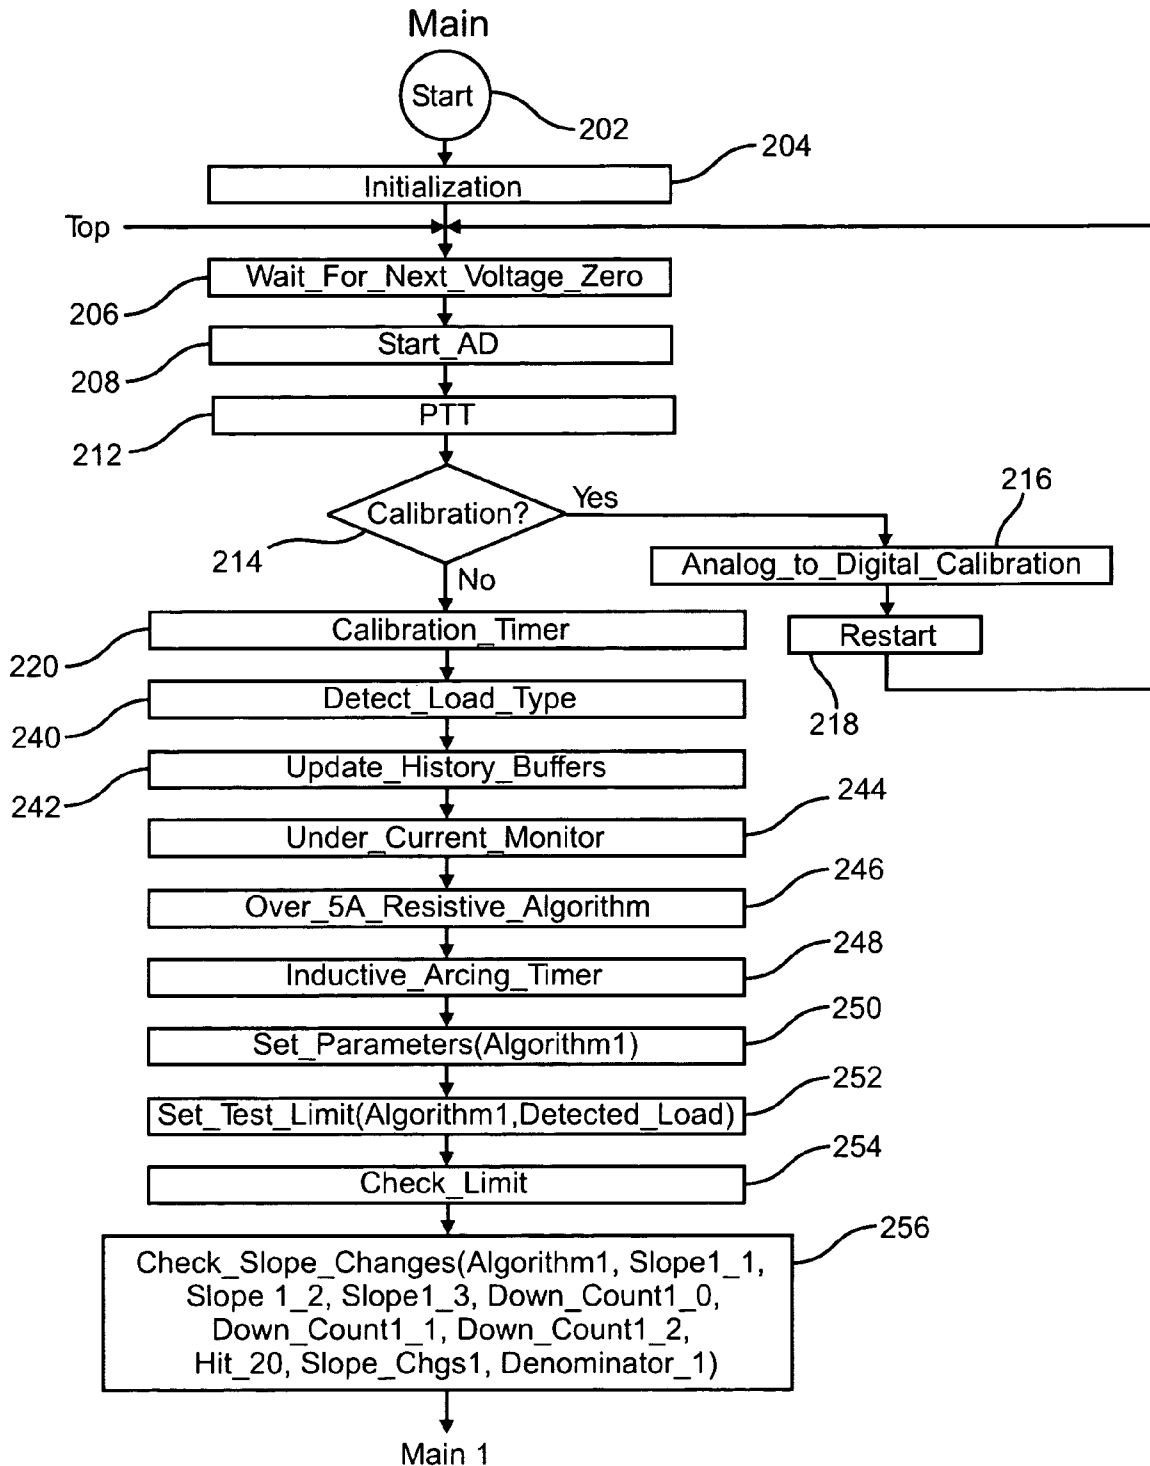 Main
Start
202
204
Initialization
Top
Wait_For_Next_Voltage_Zero
206
Start_AD
208
PTT
212
Calibration?
Yes
216
214
No
Analog_to_Digital_Calibration
Calibration_Timer
Restart
220
218
Detect_Load_Type
240
Update_History_Buffers
242
244
Under_Current_Monitor
246
Over_5A_Resistive_Algorithm
248
Inductive_Arcing_Timer
250
Set_Parameters(Algorithm1)
252
Set_Test_Limit(Algorithm1,Detected_Load)
254
Check_Limit
256
Check_Slope_Changes(Algorithm1, Slope1_1,
Slope 1_2, Slope1_3, Down_Count1_0,
Down_Count1_1, Down_Count1_2,
Hit_20, Slope_Chgs1, Denominator_1)
Main 1